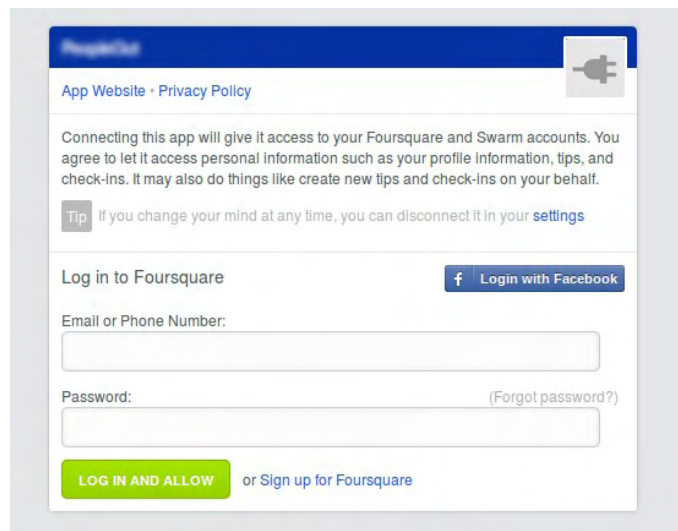 App Website • Privacy Policy
Connecting this app will give it access to your Foursquare and Swarm accounts. You
agree to let it access personal information such as your profile information, tips, and
check-ins. It may also do things like create new tips and check-ins on your behalf.
Tip If you change your mind at any time, you can disconnect it in your settings
Log in to Foursquare f Login with Facebook
Email or Phone Number:
Password: (Forgot password?)
LOG IN AND ALLOW or Sign up for Foursquare